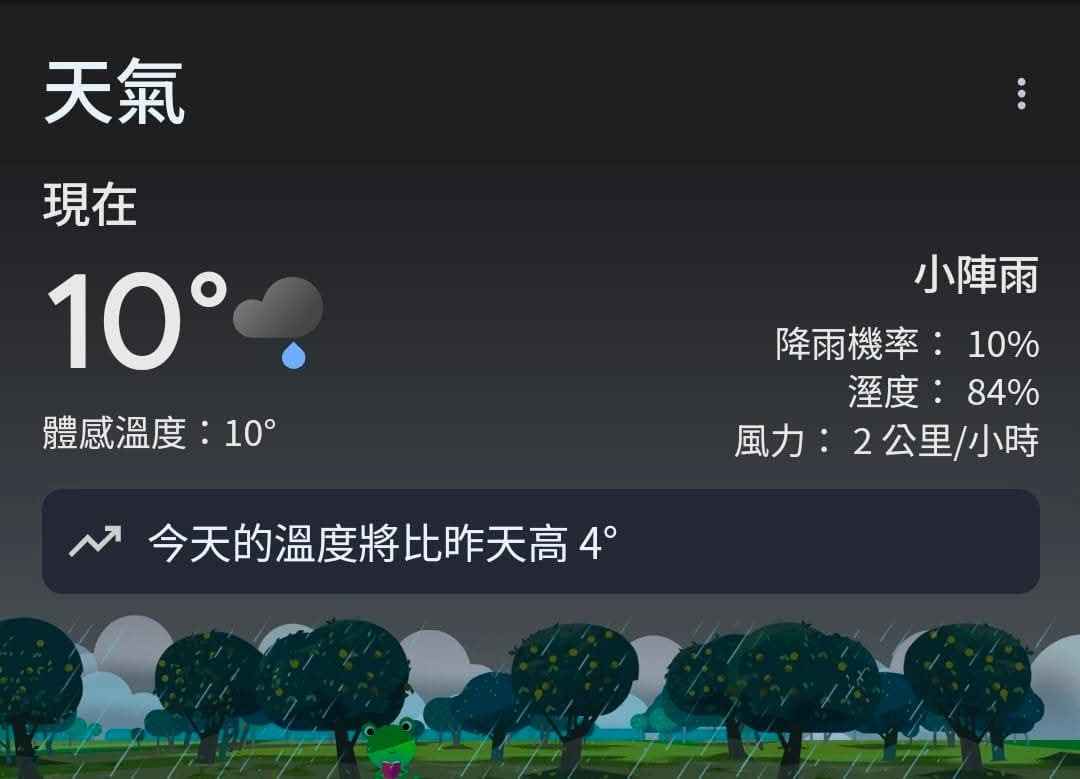 天氣
現在
10°
小陣雨
降雨機率： 10%
溼度： 84%
風力： 2 公里/小時
體感溫度：10°
今天的溫度將比昨天高 4°